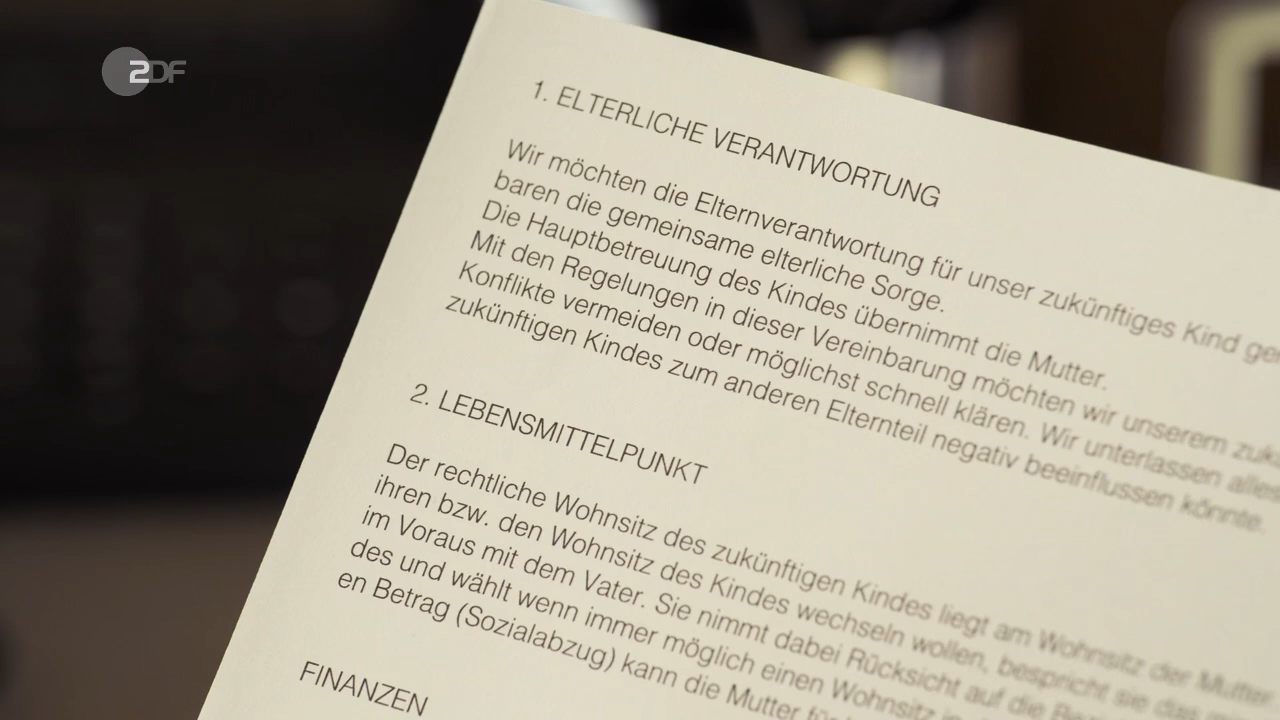 ZDF
1. ELTERLICHE VERANTWORTUNG
Wir möchten die Elternverantwortung für unser zukünftiges Kind
baren die gemeinsame elterliche Sorge.
Die Hauptbetreuung des Kindes übernimmt die Mutter.
Mit den Regelungen in dieser Vereinbarung möchten wir unserem
Konflikte vermeiden oder möglichst schnell klären. Wir unterlassen alles
zukünftigen Kindes zum anderen Elternteil negativ beeinflussen könnte.
2. LEBENSMITTELPUNKT
Der rechtliche Wohnsitz des zukünftigen Kindes liegt am Wohnsitz der Mutter
ihren bzw. den Wohnsitz des Kindes wechseln wollen, bespricht sie das
im Voraus mit dem Vater. Sie nimmt dabei Rücksicht auf die
des und wählt wenn immer möglich einen Wohnsitz
en Betrag (Sozialabzug) kann die Mutter
FINANZEN